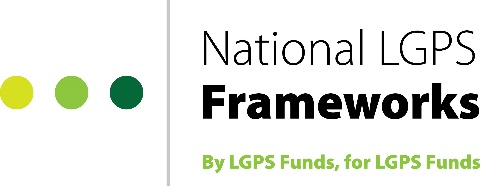 National LGPS
Frameworks
By LGPS Funds, for LGPS Funds